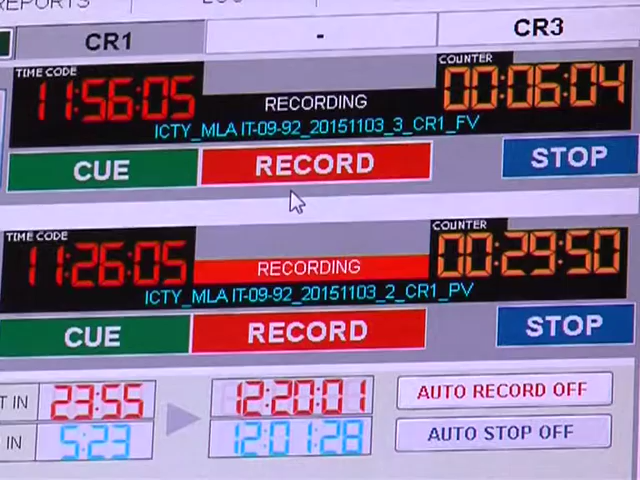 REPORTS
CR1 - CR3
TIME CODE
COUNTER
11:56:05
RECORDING
00:06:04
ICTY_MLA IT-09-92_20151103_3_CR1_FV
CUE RECORD STOP
TIME CODE
COUNTER
11:26:05
RECORDING
00:29:50
ICTY_MLA IT-09-92_20151103_2_CR1_PV
CUE RECORD STOP
T IN 23:55 12:20:01 AUTO RECORD OFF
IN 5:23 12:01:28 AUTO STOP OFF